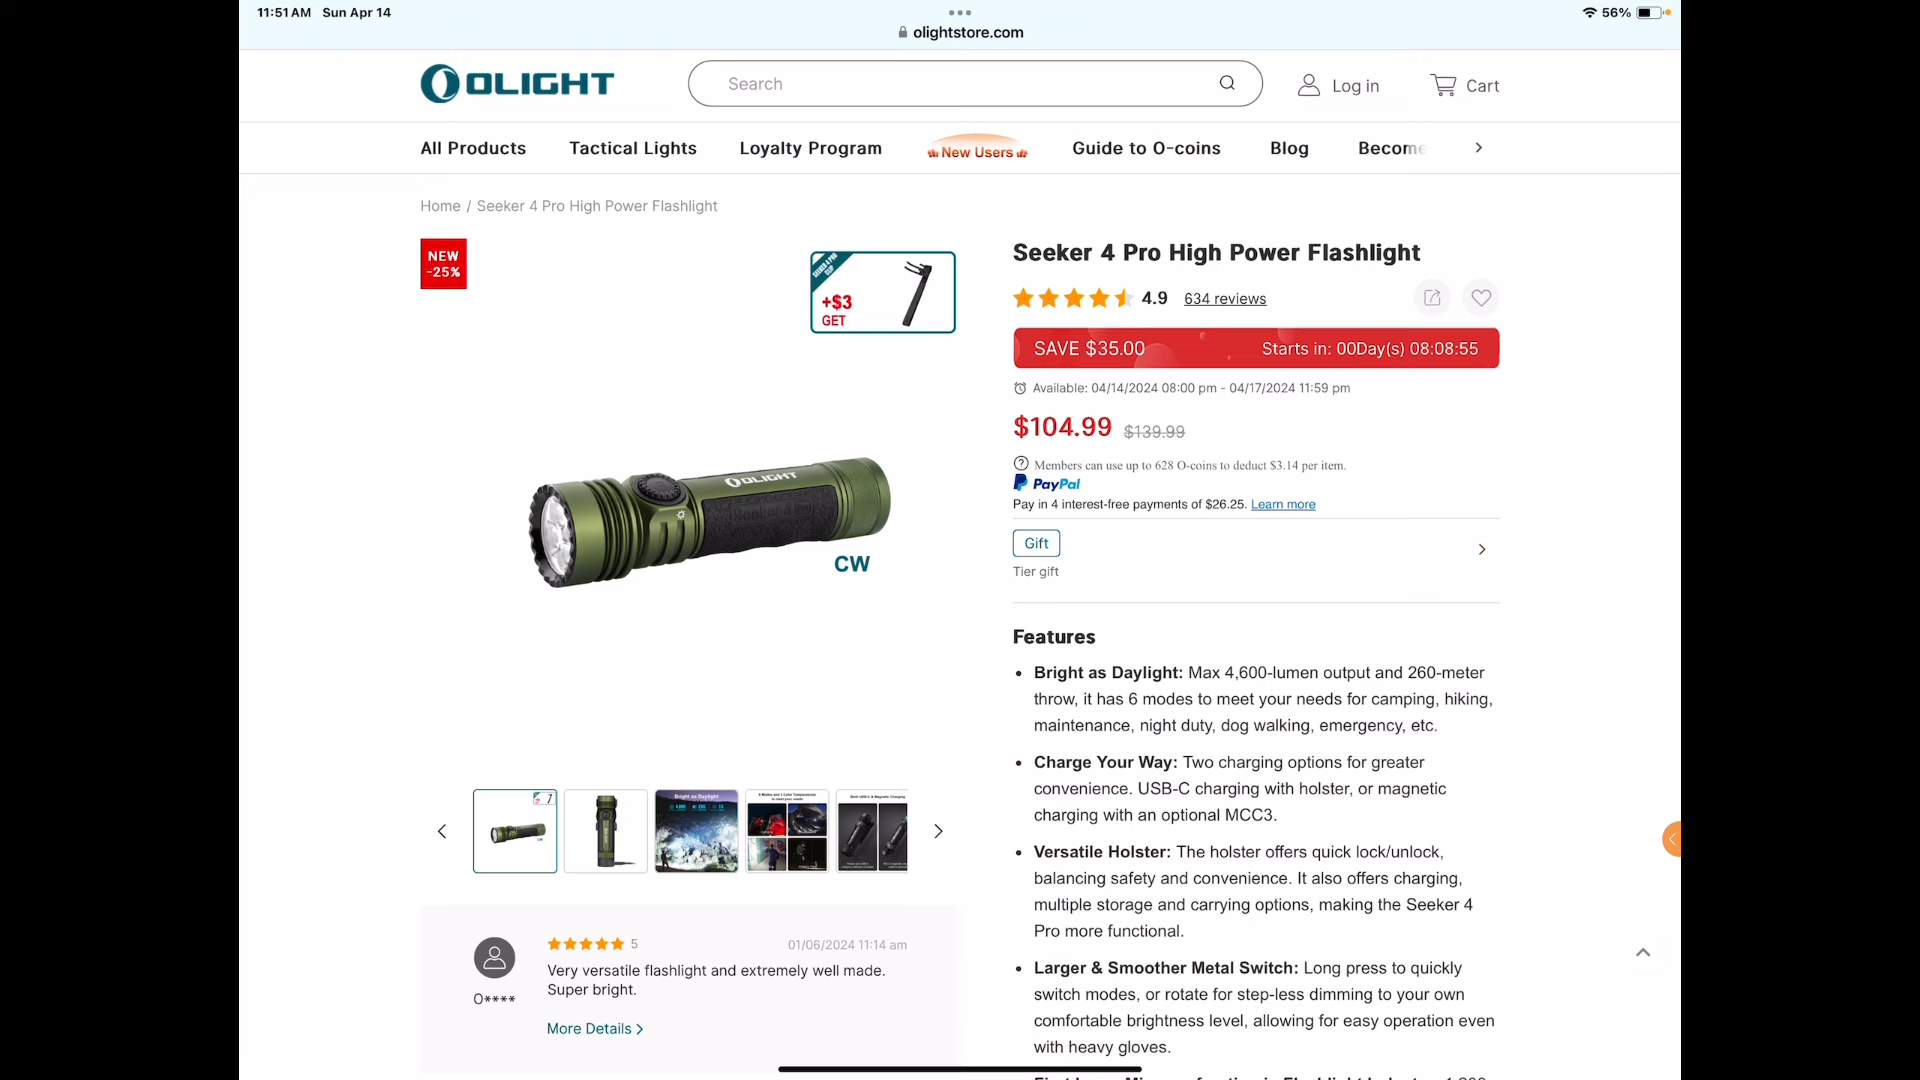 11:51 AM Sun Apr 14
56%
olightstore.com
OLIGHT
Search
Log in
Cart
All Products
Tactical Lights
Loyalty Program
New Users
Guide to O-coins
Blog
Become
Home / Seeker 4 Pro High Power Flashlight
NEW
-25%
SEEKER 4 PRO
CLIP
+$3
GET
OLIGHT
Seeker 4 Pro
CW
Bright as Daylight
Seeker 4 Pro High Power Flashlight
4.9 634 reviews
SAVE $35.00 Starts in: 00Day(s) 08:08:55
Available: 04/14/2024 08:00 pm - 04/17/2024 11:59 pm
$104.99 $139.99
Members can use up to 628 O-coins to deduct $3.14 per item.
PayPal
Pay in 4 interest-free payments of $26.25. Learn more
Gift
Tier gift
Features
• Bright as Daylight: Max 4,600-lumen output and 260-meter
throw, it has 6 modes to meet your needs for camping, hiking,
maintenance, night duty, dog walking, emergency, etc.
• Charge Your Way: Two charging options for greater
convenience. USB-C charging with holster, or magnetic
charging with an optional MCC3.
• Versatile Holster: The holster offers quick lock/unlock,
balancing safety and convenience. It also offers charging,
multiple storage and carrying options, making the Seeker 4
Pro more functional.
• Larger & Smoother Metal Switch: Long press to quickly
switch modes, or rotate for step-less dimming to your own
comfortable brightness level, allowing for easy operation even
with heavy gloves.
5
01/06/2024 11:14 am
Very versatile flashlight and extremely well made.
Super bright.
O****
More Details